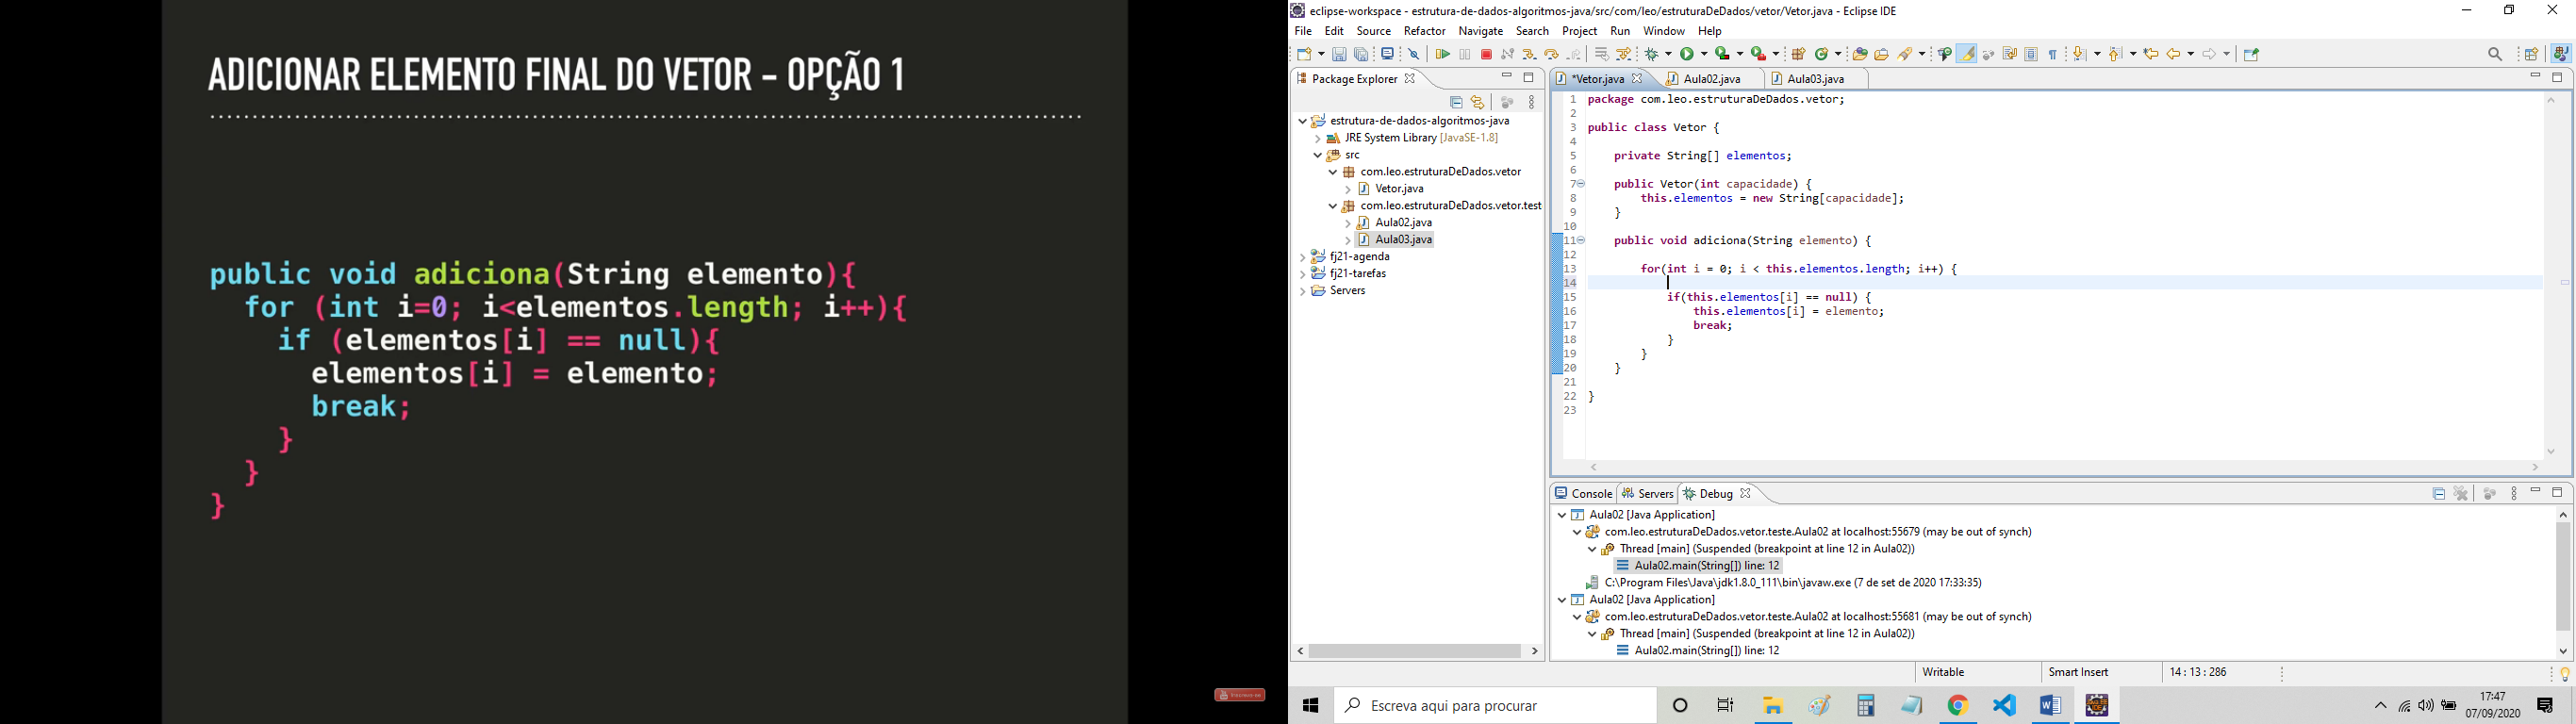 ADICIONAR ELEMENTO FINAL DO VETOR – OPÇÃO 1
public void adiciona(String elemento){
for (int i=0; i<elementos.length; i++){
if (elementos[i] == null){
elementos[i] = elemento;
break;
}
}
}
eclipse-workspace - estrutura-de-dados-algoritmos-java/src/com/leo/estruturaDeDados/vetor/Vetor.java - Eclipse IDE
File Edit Source Refactor Navigate Search Project Run Window Help
Package Explorer
estrutura-de-dados-algoritmos-java
JRE System Library [JavaSE-1.8]
src
com.leo.estruturaDeDados.vetor
Vetor.java
com.leo.estruturaDeDados.vetor.test
Aula02.java
Aula03.java
fj21-agenda
fj21-tarefas
Servers
*Vetor.java Aula02.java Aula03.java
1 package com.leo.estruturaDeDados.vetor;
2
3 public class Vetor {
4
5 private String[] elementos;
6
7 public Vetor(int capacidade) {
8 this.elementos = new String[capacidade];
9 }
10
11 public void adiciona(String elemento) {
12
13 for(int i = 0; i < this.elementos.length; i++) {
14
15 if(this.elementos[i] == null) {
16 this.elementos[i] = elemento;
17 break;
18 }
19 }
20 }
21
22 }
23
Console Servers Debug
Aula02 [Java Application]
com.leo.estruturaDeDados.vetor.teste.Aula02 at localhost:55679 (may be out of synch)
Thread [main] (Suspended (breakpoint at line 12 in Aula02))
Aula02.main(String[]) line: 12
C:\Program Files\Java\jdk1.8.0_111\bin\javaw.exe (7 de set de 2020 17:33:35)
Aula02 [Java Application]
com.leo.estruturaDeDados.vetor.teste.Aula02 at localhost:55681 (may be out of synch)
Thread [main] (Suspended (breakpoint at line 12 in Aula02))
Aula02.main(String[]) line: 12
Writable Smart Insert 14 : 13 : 286
Escreva aqui para procurar
17:47
07/09/2020